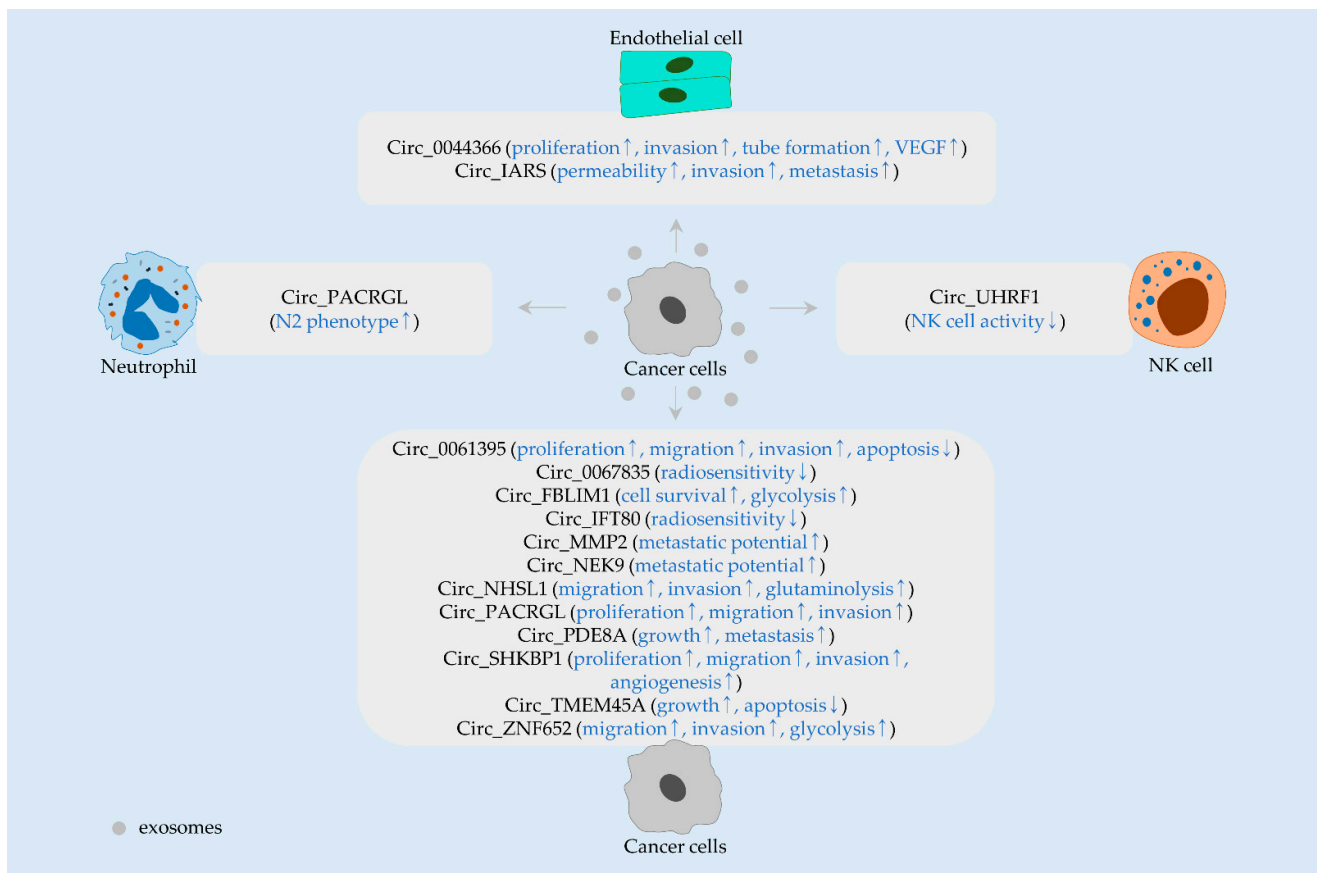 Endothelial cell
Circ_0044366 (proliferation↑, invasion↑, tube formation↑, VEGF↑)
Circ_IARS (permeability↑, invasion↑, metastasis↑)
Circ_PACRGL
(N2 phenotype↑)
Neutrophil
Cancer cells
Circ_UHRF1
(NK cell activity↓)
NK cell
Circ_0061395 (proliferation↑, migration↑, invasion↑, apoptosis↓)
Circ_0067835 (radiosensitivity↓)
Circ_FBLIM1 (cell survival↑, glycolysis↑)
Circ_IFT80 (radiosensitivity↓)
Circ_MMP2 (metastatic potential↑)
Circ_NEK9 (metastatic potential↑)
Circ_NHSL1 (migration↑, invasion↑, glutaminolysis↑)
Circ_PACRGL (proliferation↑, migration↑, invasion↑)
Circ_PDE8A (growth↑, metastasis↑)
Circ_SHKBP1 (proliferation↑, migration↑, invasion↑,
angiogenesis↑)
Circ_TMEM45A (growth↑, apoptosis↓)
Circ_ZNF652 (migration↑, invasion↑, glycolysis↑)
Cancer cells
exosomes